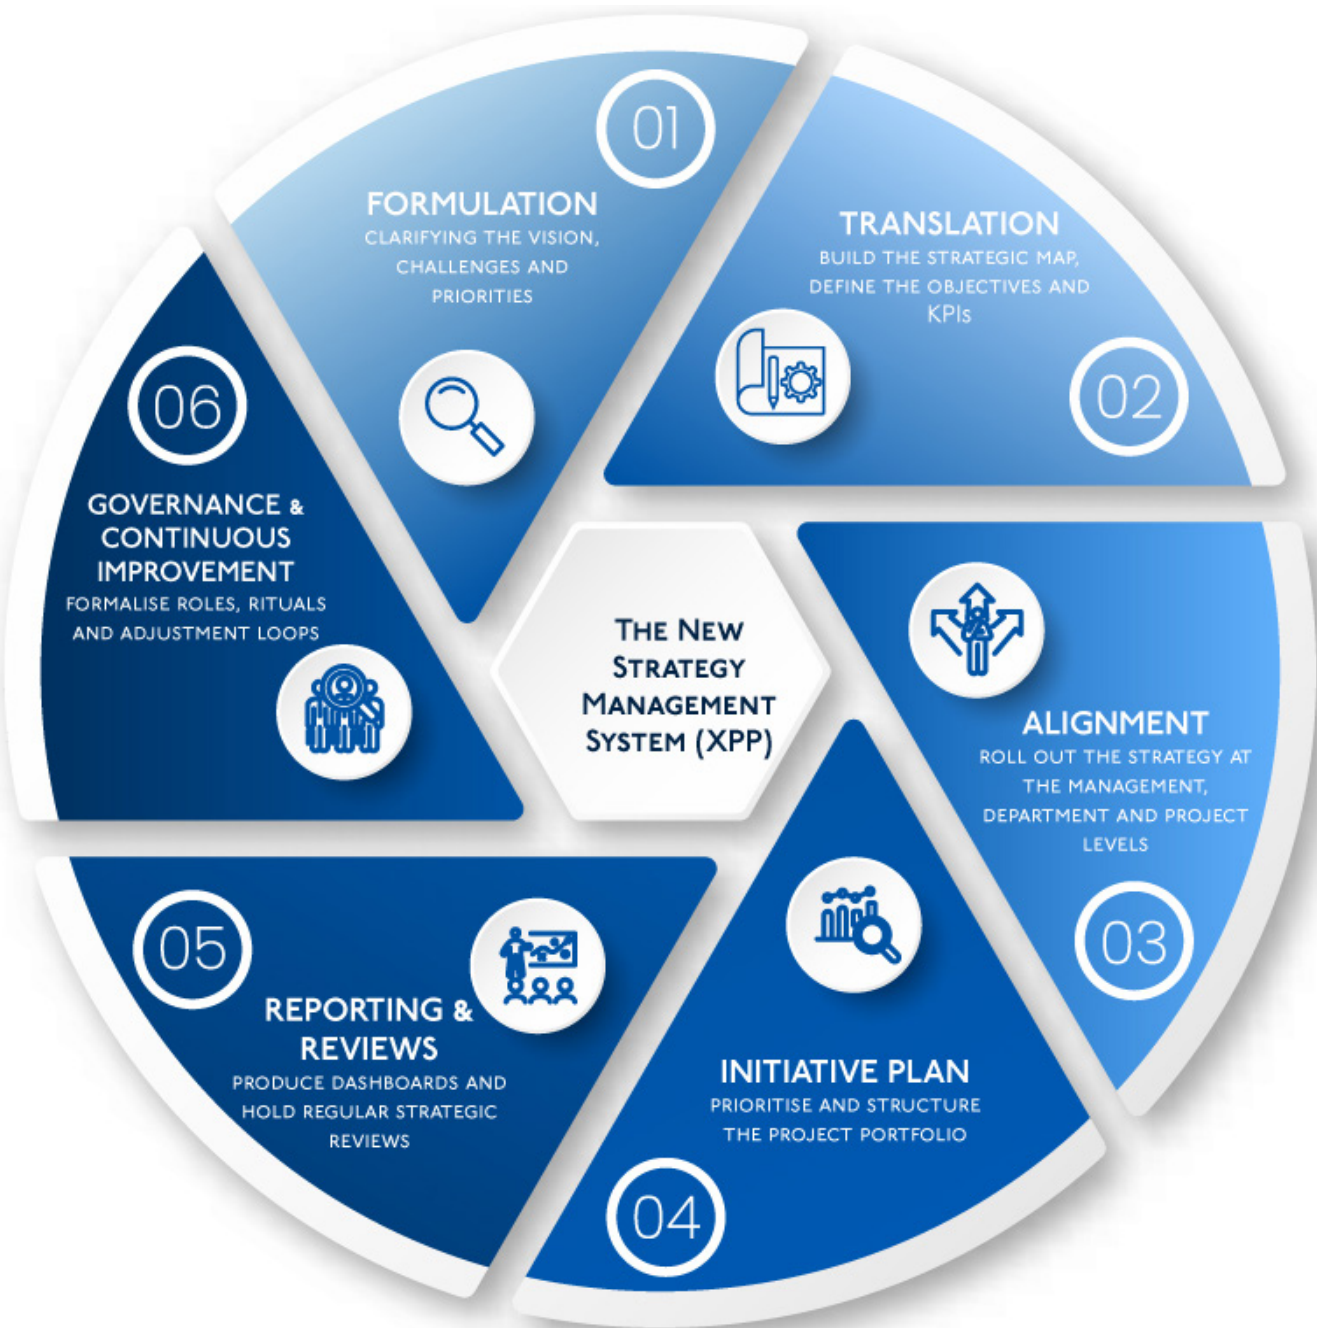 01
FORMULATION
CLARIFYING THE VISION,
CHALLENGES AND
PRIORITIES
TRANSLATION
BUILD THE STRATEGIC MAP,
DEFINE THE OBJECTIVES AND
KPIs
02
ALIGNMENT
ROLL OUT THE STRATEGY AT
THE MANAGEMENT,
DEPARTMENT AND PROJECT
LEVELS
03
INITIATIVE PLAN
PRIORITISE AND STRUCTURE
THE PROJECT PORTFOLIO
04
05
REPORTING &
REVIEWS
PRODUCE DASHBOARDS AND
HOLD REGULAR STRATEGIC
REVIEWS
06
GOVERNANCE &
CONTINUOUS
IMPROVEMENT
FORMALISE ROLES, RITUALS
AND ADJUSTMENT LOOPS
THE NEW
STRATEGY
MANAGEMENT
SYSTEM (XPP)